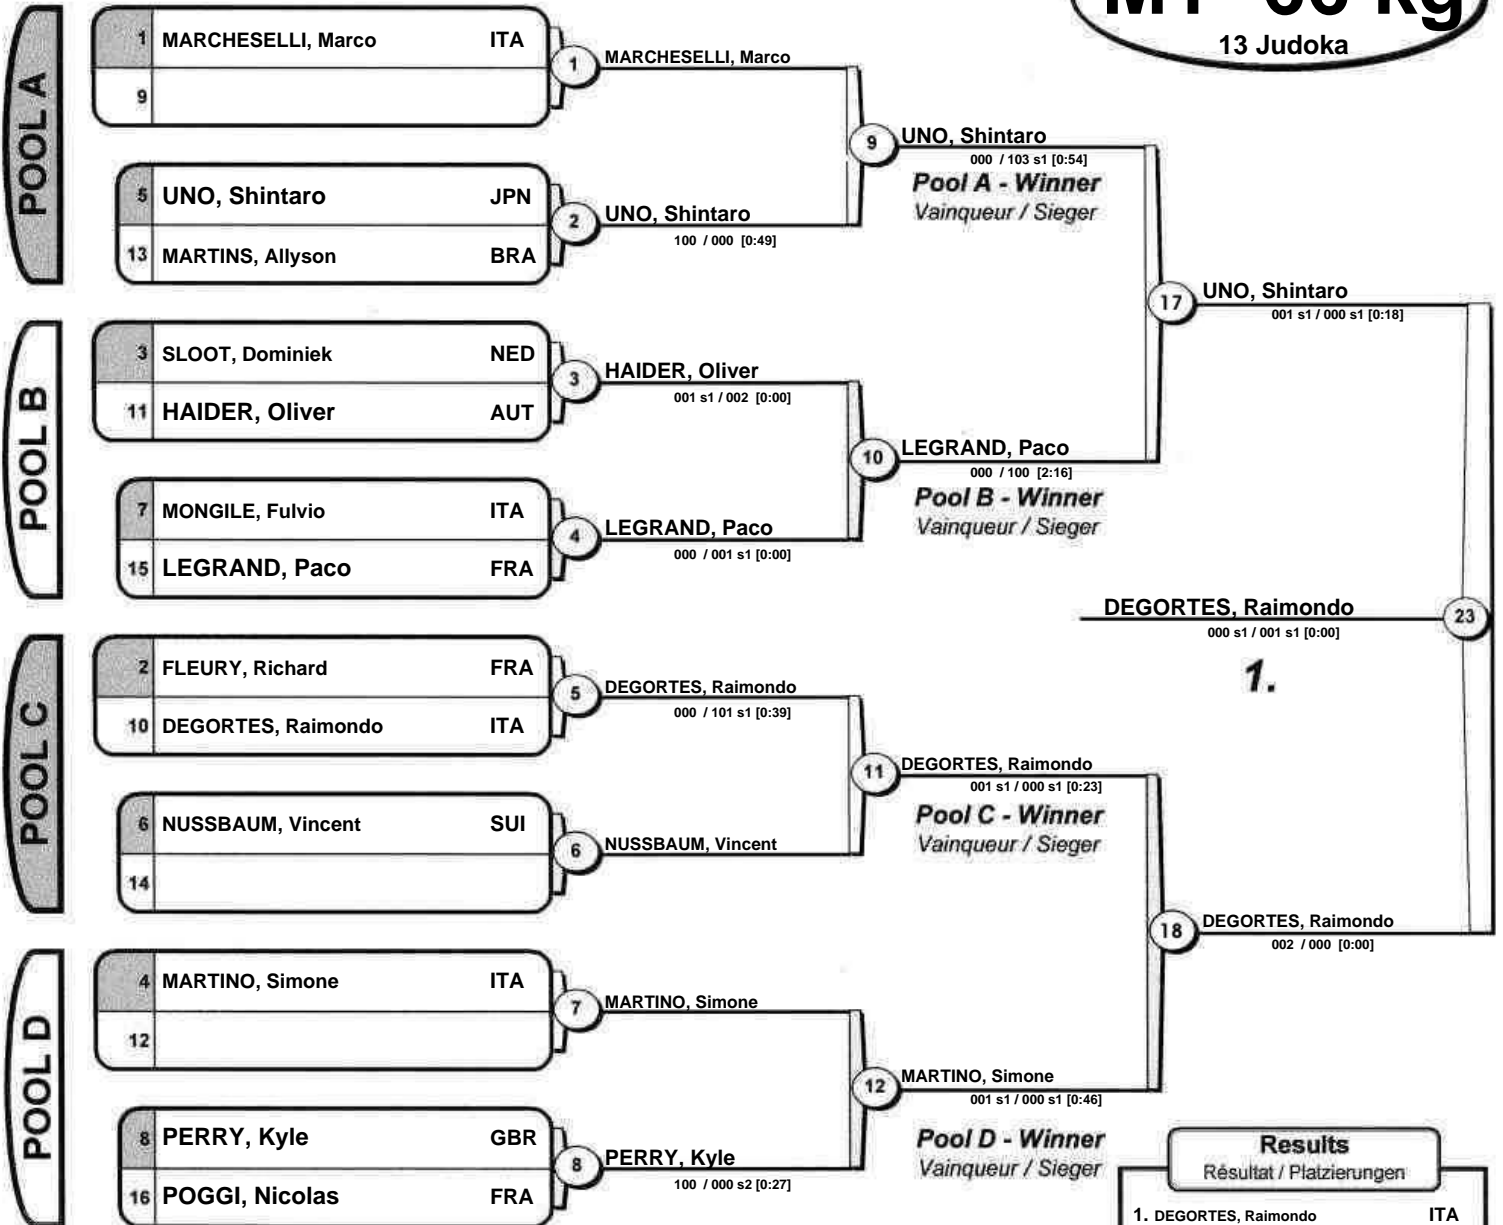 M1 -66 kg
13 Judoka
POOL A
1 MARCHESELLI, Marco ITA
9
1 MARCHESELLI, Marco
5 UNO, Shintaro JPN
13 MARTINS, Allyson BRA
2 UNO, Shintaro
100 / 000 [0:49]
9 UNO, Shintaro
000 / 103 s1 [0:54]
Pool A - Winner
Vainqueur / Sieger
POOL B
3 SLOOT, Dominiek NED
11 HAIDER, Oliver AUT
3 HAIDER, Oliver
001 s1 / 002 [0:00]
7 MONGILE, Fulvio ITA
15 LEGRAND, Paco FRA
4 LEGRAND, Paco
000 / 001 s1 [0:00]
10 LEGRAND, Paco
000 / 100 [2:16]
Pool B - Winner
Vainqueur / Sieger
17 UNO, Shintaro
001 s1 / 000 s1 [0:18]
DEGORTES, Raimondo 23
000 s1 / 001 s1 [0:00]
1.
POOL C
2 FLEURY, Richard FRA
10 DEGORTES, Raimondo ITA
5 DEGORTES, Raimondo
000 / 101 s1 [0:39]
6 NUSSBAUM, Vincent SUI
14
6 NUSSBAUM, Vincent
11 DEGORTES, Raimondo
001 s1 / 000 s1 [0:23]
Pool C - Winner
Vainqueur / Sieger
18 DEGORTES, Raimondo
002 / 000 [0:00]
POOL D
4 MARTINO, Simone ITA
12
7 MARTINO, Simone
8 PERRY, Kyle GBR
16 POGGI, Nicolas FRA
8 PERRY, Kyle
100 / 000 s2 [0:27]
12 MARTINO, Simone
001 s1 / 000 s1 [0:46]
Pool D - Winner
Vainqueur / Sieger
Results
Résultat / Platzierungen
1. DEGORTES, Raimondo ITA